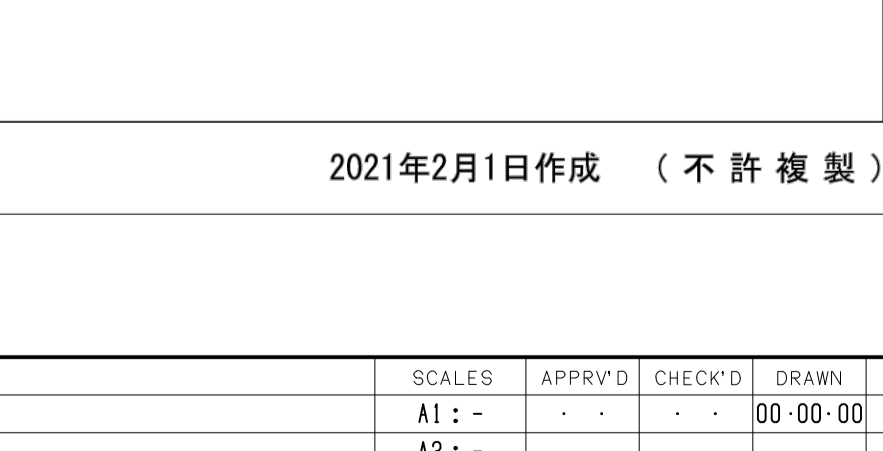 2021年2月1日作成 （不許複製）
SCALES APPRV'D CHECK'D DRAWN
A1：- ・ ・ ・ ・ 00・00・00
A3：-